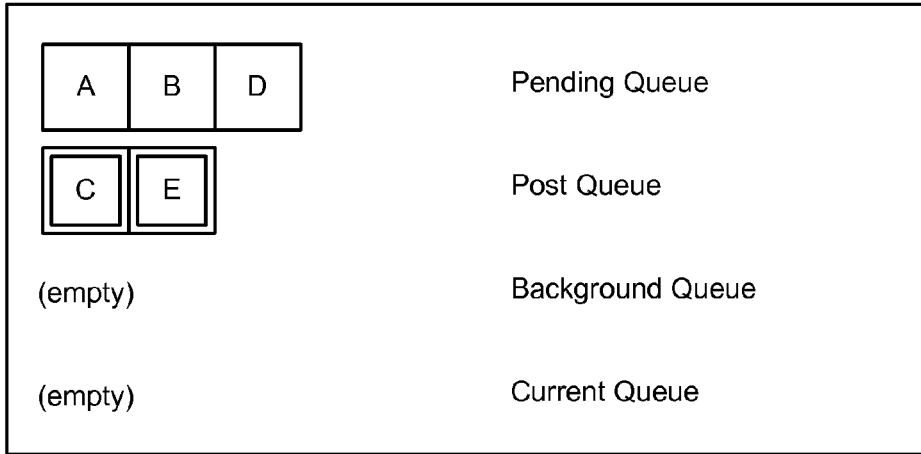 A B D Pending Queue
C E Post Queue
(empty) Background Queue
(empty) Current Queue